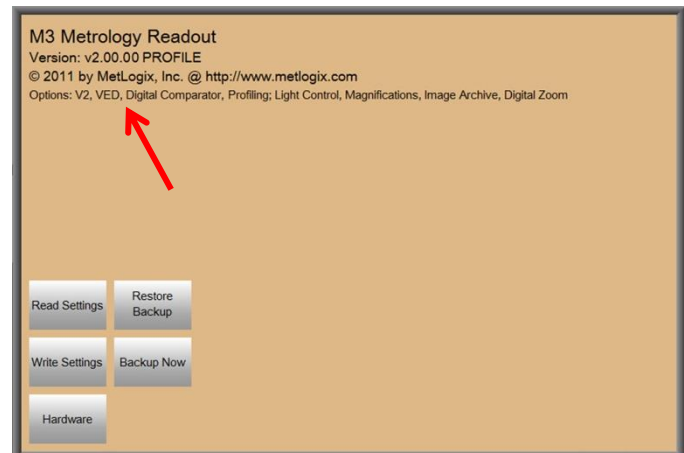 M3 Metrology Readout
Version: v2.00.00 PROFILE
© 2011 by MetLogix, Inc. @ http://www.metlogix.com
Options: V2, VED, Digital Comparator, Profiling; Light Control, Magnifications, Image Archive, Digital Zoom
Read Settings
Restore
Backup
Write Settings
Backup Now
Hardware